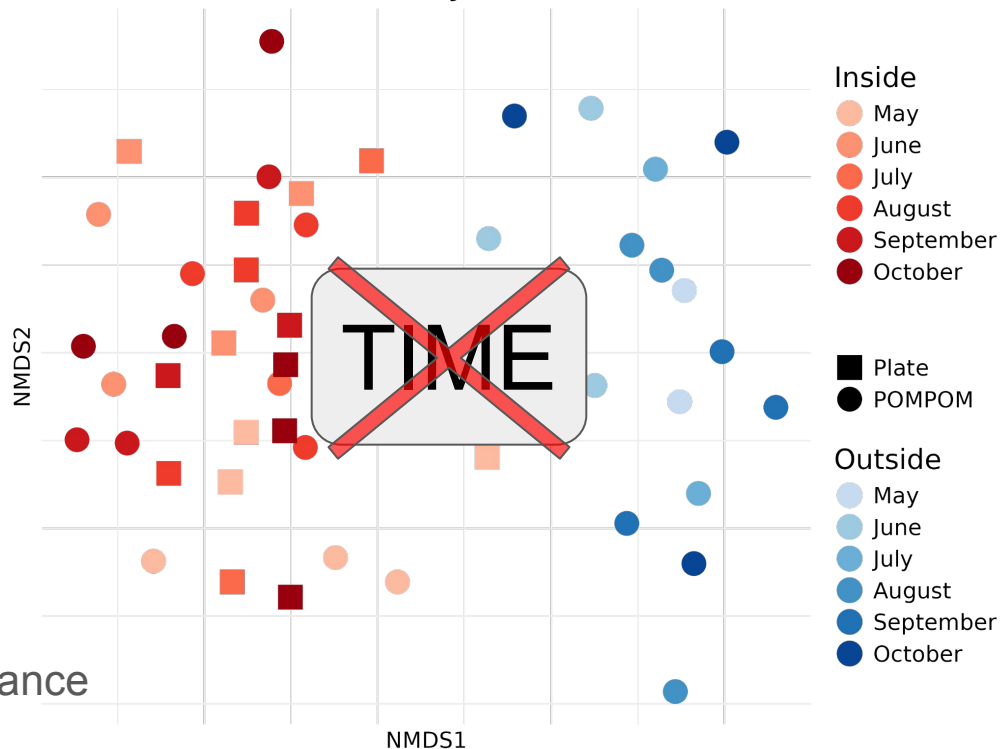 Inside
May
June
July
August
September
October
Plate
POMPOM
Outside
May
June
July
August
September
October
NMDS2
TIME
ance
NMDS1